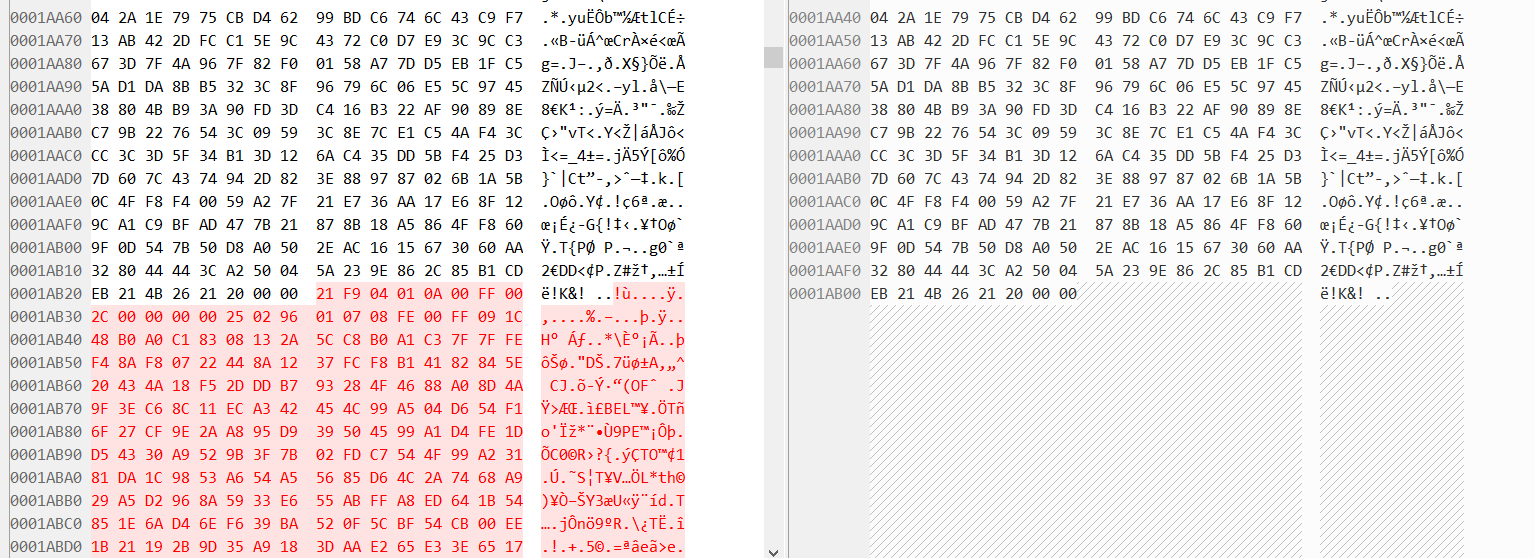 0001AA60 04 2A 1E 79 75 CB D4 62 99 BD C6 74 6C 43 C9 F7 .*.yuËÔb™½ÆtlCÉ÷
0001AA70 13 AB 42 2D FC C1 5E 9C 43 72 C0 D7 E9 3C 9C C3 .«B-üÁ^œCrÀ×é<œÃ
0001AA80 67 3D 7F 4A 96 7F 82 F0 01 58 A7 7D D5 EB 1F C5 g=.J–.‚ð.X§}Õë.Å
0001AA90 5A D1 DA 8B B5 32 3C 8F 96 79 6C 06 E5 5C 97 45 ZÑÚ‹µ2<.–yl.å\—E
0001AAA0 38 80 4B B9 3A 90 FD 3D C4 16 B3 22 AF 90 89 8E 8€K¹:.ý=Ä.³"¯.‰Ž
0001AAB0 C7 9B 22 76 54 3C 09 59 3C 8E 7C E1 C5 4A F4 3C Ç›"vT<.Y<Ž|áÅJô<
0001AAC0 CC 3C 3D 5F 34 B1 3D 12 6A C4 35 DD 5B F4 25 D3 Ì<=_4±=.jÄ5Ý[ô%Ó
0001AAD0 7D 60 7C 43 74 94 2D 82 3E 88 97 87 02 6B 1A 5B }`|Ct”-‚>ˆ—‡.k.[
0001AAE0 0C 4F F8 F4 00 59 A2 7F 21 E7 36 AA 17 E6 8F 12 .Oøô.Y¢.!ç6ª.æ..
0001AAF0 9C A1 C9 BF AD 47 7B 21 87 8B 18 A5 86 4F F8 60 œ¡É¿-G{!‡‹.¥†Oø`
0001AB00 9F 0D 54 7B 50 D8 A0 50 2E AC 16 15 67 30 60 AA Ÿ.T{PØ P.¬..g0`ª
0001AB10 32 80 44 44 3C A2 50 04 5A 23 9E 86 2C 85 B1 CD 2€DD<¢P.Z#ž†,…±Í
0001AB20 EB 21 4B 26 21 20 00 00 21 F9 04 01 0A 00 FF 00 ë!K&! ..!ù....ÿ.
0001AB30 2C 00 00 00 00 25 02 96 01 07 08 FE 00 FF 09 1C ,....%.–...þ.ÿ..
0001AB40 48 B0 A0 C1 83 08 13 2A 5C C8 B0 A1 C3 7F 7F FE Hº Áƒ..*\Èº¡Ã..þ
0001AB50 F4 8A F8 07 22 44 8A 12 37 FC F8 B1 41 82 84 5E ôŠø."DŠ.7üø±A‚„^
0001AB60 20 43 4A 18 F5 2D DD B7 93 28 4F 46 88 A0 8D 4A CJ.õ-Ý·“(OFˆ .J
0001AB70 9F 3E C6 8C 11 EC A3 42 45 4C 99 A5 04 D6 54 F1 Ÿ>ÆŒ.ì£BEL™¥.ÖTñ
0001AB80 6F 27 CF 9E 2A A8 95 D9 39 50 45 99 A1 D4 FE 1D o'Ïž*¨•Ù9PE™¡Ôþ.
0001AB90 D5 43 30 A9 52 9B 3F 7B 02 FD C7 54 4F 99 A2 31 ÕC0©R›?{.ýÇTO™¢1
0001ABA0 81 DA 1C 98 53 A6 54 A5 56 85 D6 4C 2A 74 68 A9 .Ú.˜S¦T¥V…ÖL*th©
0001ABB0 29 A5 D2 96 8A 59 33 E6 55 AB FF A8 ED 64 1B 54 )¥Ò–ŠY3æU«ÿ¨íd.T
0001ABC0 85 1E 6A D4 6E F6 39 BA 52 0F 5C BF 54 CB 00 EE ….jÔnö9ºR.\¿TË.î
0001ABD0 1B 21 19 2B 9D 35 A9 18 3D AA E2 65 E3 3E 65 17 .!.+.5©.=ªâeã>e.
0001AA40 04 2A 1E 79 75 CB D4 62 99 BD C6 74 6C 43 C9 F7 .*.yuËÔb™½ÆtlCÉ÷
0001AA50 13 AB 42 2D FC C1 5E 9C 43 72 C0 D7 E9 3C 9C C3 .«B-üÁ^œCrÀ×é<œÃ
0001AA60 67 3D 7F 4A 96 7F 82 F0 01 58 A7 7D D5 EB 1F C5 g=.J–.‚ð.X§}Õë.Å
0001AA70 5A D1 DA 8B B5 32 3C 8F 96 79 6C 06 E5 5C 97 45 ZÑÚ‹µ2<.–yl.å\—E
0001AA80 38 80 4B B9 3A 90 FD 3D C4 16 B3 22 AF 90 89 8E 8€K¹:.ý=Ä.³"¯.‰Ž
0001AA90 C7 9B 22 76 54 3C 09 59 3C 8E 7C E1 C5 4A F4 3C Ç›"vT<.Y<Ž|áÅJô<
0001AAA0 CC 3C 3D 5F 34 B1 3D 12 6A C4 35 DD 5B F4 25 D3 Ì<=_4±=.jÄ5Ý[ô%Ó
0001AAB0 7D 60 7C 43 74 94 2D 82 3E 88 97 87 02 6B 1A 5B }`|Ct”-‚>ˆ—‡.k.[
0001AAC0 0C 4F F8 F4 00 59 A2 7F 21 E7 36 AA 17 E6 8F 12 .Oøô.Y¢.!ç6ª.æ..
0001AAD0 9C A1 C9 BF AD 47 7B 21 87 8B 18 A5 86 4F F8 60 œ¡É¿-G{!‡‹.¥†Oø`
0001AAE0 9F 0D 54 7B 50 D8 A0 50 2E AC 16 15 67 30 60 AA Ÿ.T{PØ P.¬..g0`ª
0001AAF0 32 80 44 44 3C A2 50 04 5A 23 9E 86 2C 85 B1 CD 2€DD<¢P.Z#ž†,…±Í
0001AB00 EB 21 4B 26 21 20 00 00 ë!K&! ..